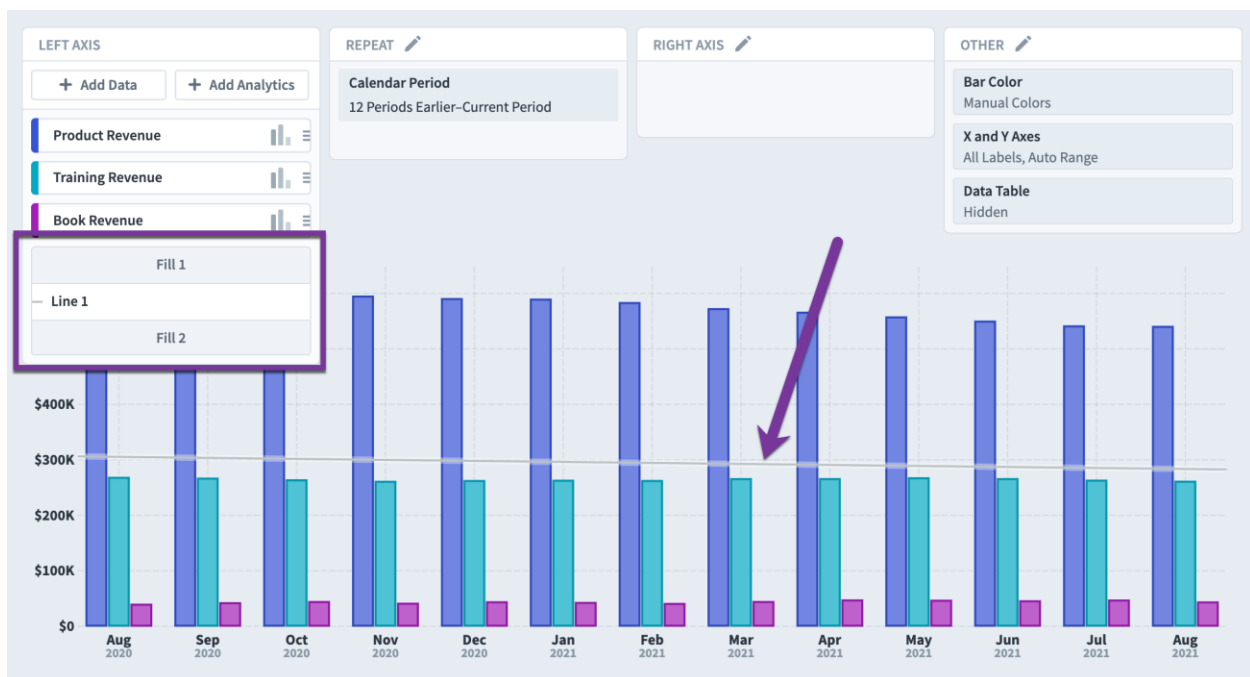 LEFT AXIS
+ Add Data
+ Add Analytics
Product Revenue
Training Revenue
Book Revenue
Fill 1
Line 1
Fill 2
REPEAT
Calendar Period
12 Periods Earlier–Current Period
RIGHT AXIS
OTHER
Bar Color
Manual Colors
X and Y Axes
All Labels, Auto Range
Data Table
Hidden
$400K
$300K
$200K
$100K
$0
Aug Sep Oct Nov Dec Jan Feb Mar Apr May Jun Jul Aug
2020 2020 2020 2020 2020 2021 2021 2021 2021 2021 2021 2021 2021